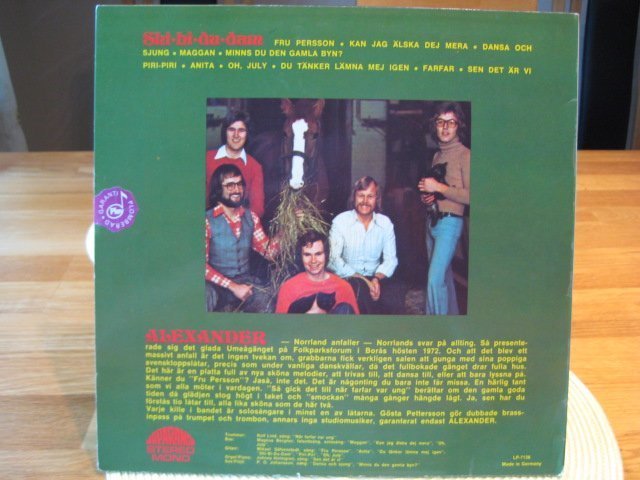 Ski-bi-du-dam FRU PERSSON • KAN JAG ÄLSKA DEJ MERA • DANSA OCH
SJUNG • MAGGAN • MINNS DU DEN GAMLA BYN?
PIRI-PIRI • ANITA • OH, JULY • DU TÄNKER LÄMNA MEJ IGEN • FARFAR • SEN DET ÄR VI
GARANTI
PLOMBERAD
ALEXANDER — Norrland anfaller — Norrlands svar på allting. Så presente-
rade sig det glada Umeågänget på Folkparksforum i Borås hösten 1972. Och att det blev ett
massivt anfall är det ingen tvekan om, grabbarna fick verkligen salen att gunga med sina poppiga
svensktopplåtar, precis som under vanliga danskvällar, då det fullbokade gänget drar fulla hus.
Det här är en platta full av nya sköna melodier, att trivas till, att dansa till, eller att bara lyssna på.
Känner du "Fru Persson"? Jaså, inte det. Det är någonting du bara inte får missa. En härlig tant
som vi alla möter i vardagen. "Så gick det till när farfar var ung" berättar om den gamla goda
tiden då glädjen slog högt i taket och "smocken" många gånger hängde lågt. Ja, sen har du
förstås tio låtar till, alla lika sköna som de här två.
Varje kille i bandet är solosångare i minst en av låtarna. Gösta Pettersson gör dubbade brass-
inpass på trumpet och trombon, annars inga studiomusiker, garanterat endast ALEXANDER.
STEREO
MONO
LP-7138
Made in Germany